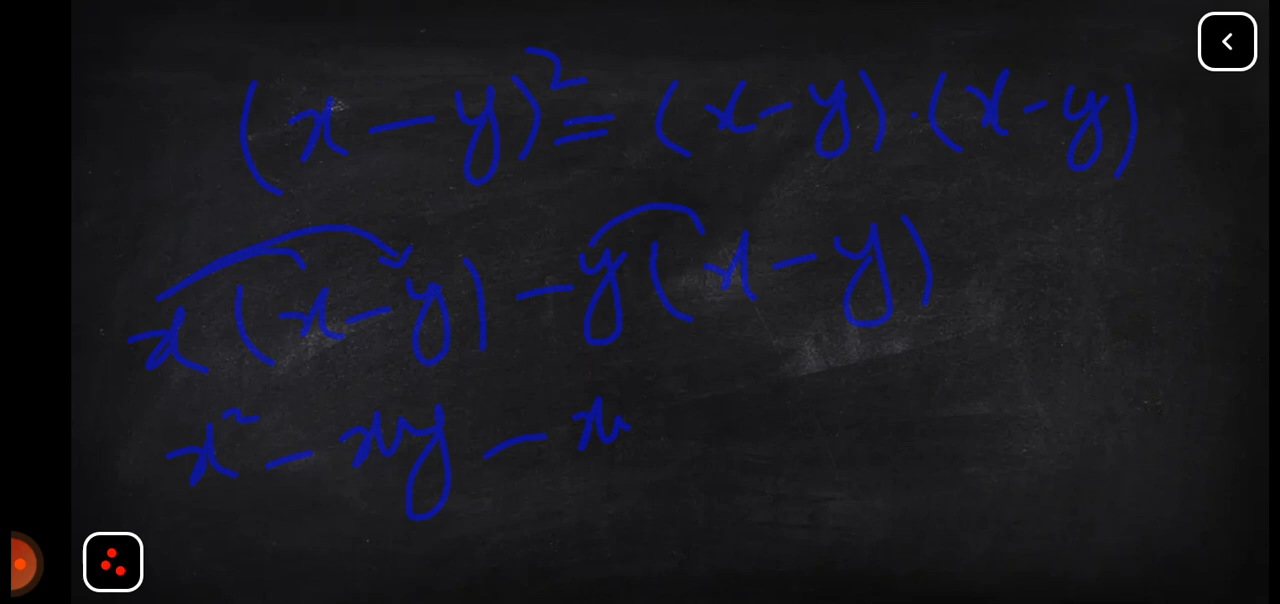 (x - y)² = (x - y) · (x - y)
x (x - y) - y (x - y)
x² - xy - x